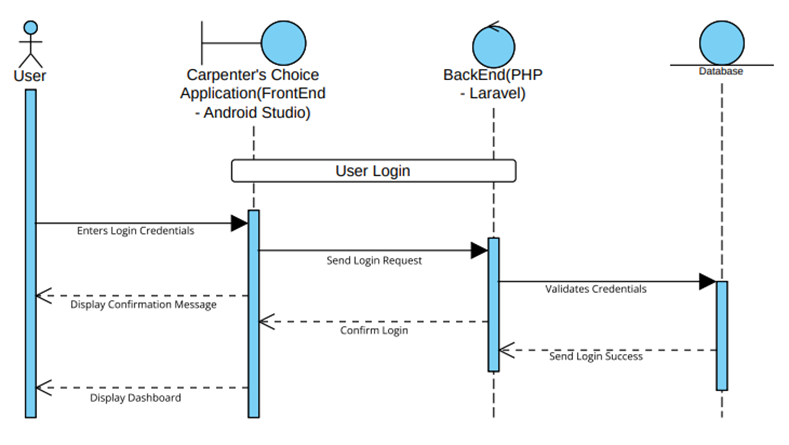 User
Carpenter's Choice
Application(FrontEnd
- Android Studio)
BackEnd(PHP
- Laravel)
Database
User Login
Enters Login Credentials
Send Login Request
Validates Credentials
Display Confirmation Message
Confirm Login
Send Login Success
Display Dashboard